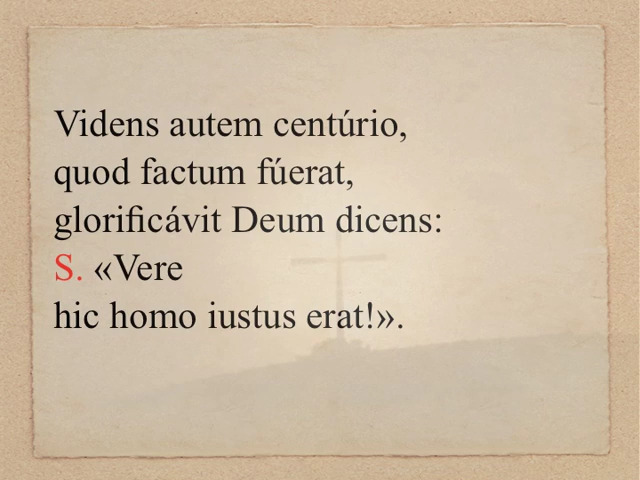 Videns autem centúrio,
quod factum fúerat,
glorificávit Deum dicens:
S. «Vere
hic homo iustus erat!».